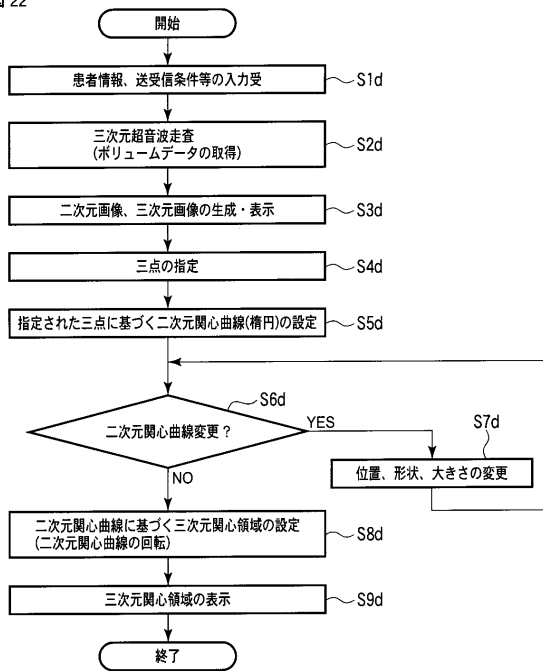 図 22
開始
患者情報、送受信条件等の入力受
S1d
三次元超音波走査
(ボリュームデータの取得)
S2d
二次元画像、三次元画像の生成・表示
S3d
三点の指定
S4d
指定された三点に基づく二次元関心曲線(楕円)の設定
S5d
S6d
二次元関心曲線変更？
YES
S7d
位置、形状、大きさの変更
NO
二次元関心曲線に基づく三次元関心領域の設定
(二次元関心曲線の回転)
S8d
三次元関心領域の表示
S9d
終了